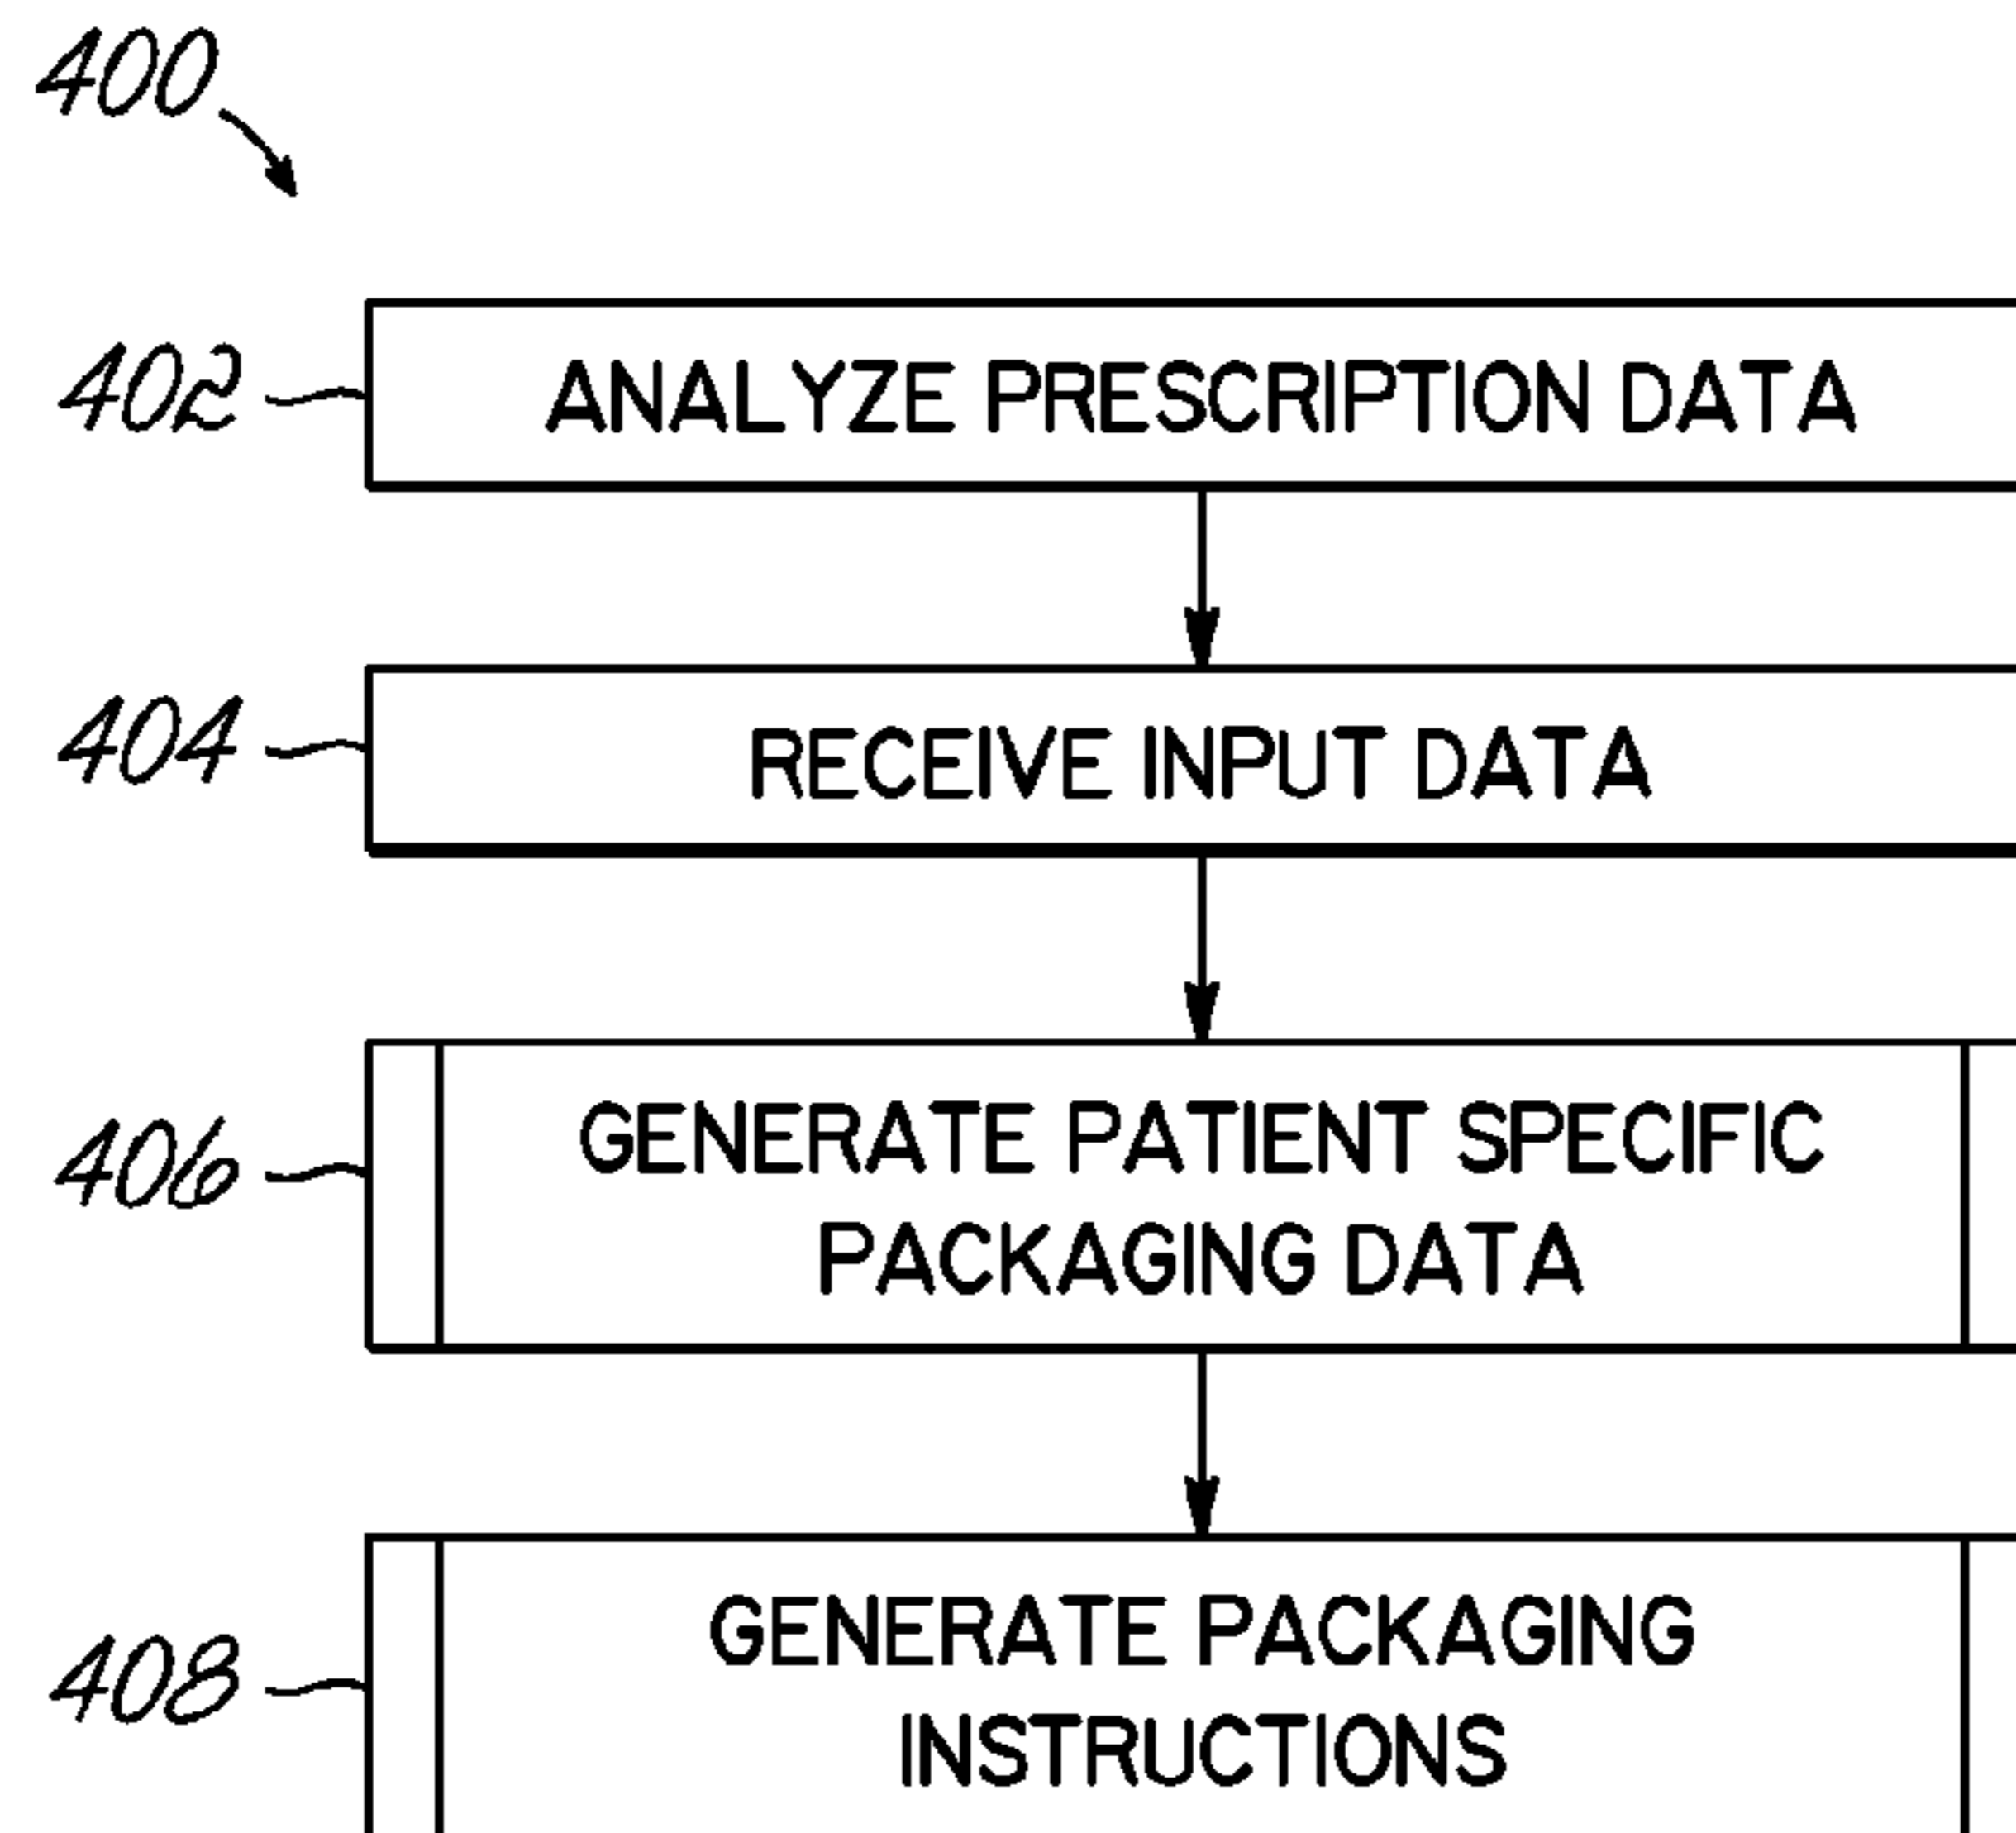 400
402
ANALYZE PRESCRIPTION DATA
404
RECEIVE INPUT DATA
406
GENERATE PATIENT SPECIFIC
PACKAGING DATA
408
GENERATE PACKAGING
INSTRUCTIONS